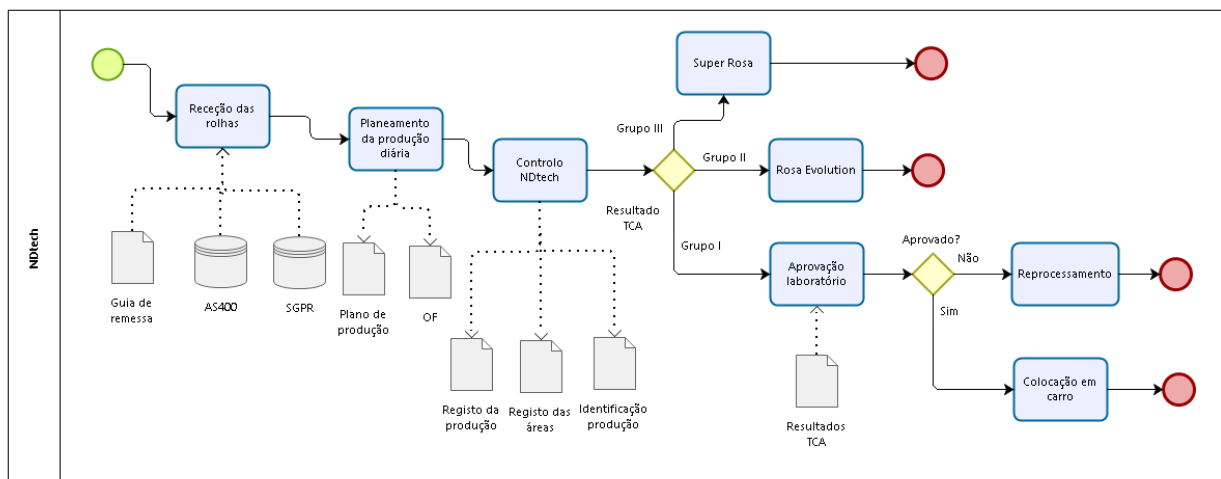 NDtech
Receção das
rolhas
Guia de
remessa
AS400
SGPR
Planeamento
da produção
diária
Plano de
produção
OF
Controlo
NDtech
Registo da
produção
Registo das
áreas
Identificação
produção
Resultado
TCA
Grupo III
Super Rosa
Grupo II
Rosa Evolution
Grupo I
Aprovação
laboratório
Resultados
TCA
Aprovado?
Não
Reprocessamento
Sim
Colocação em
carro